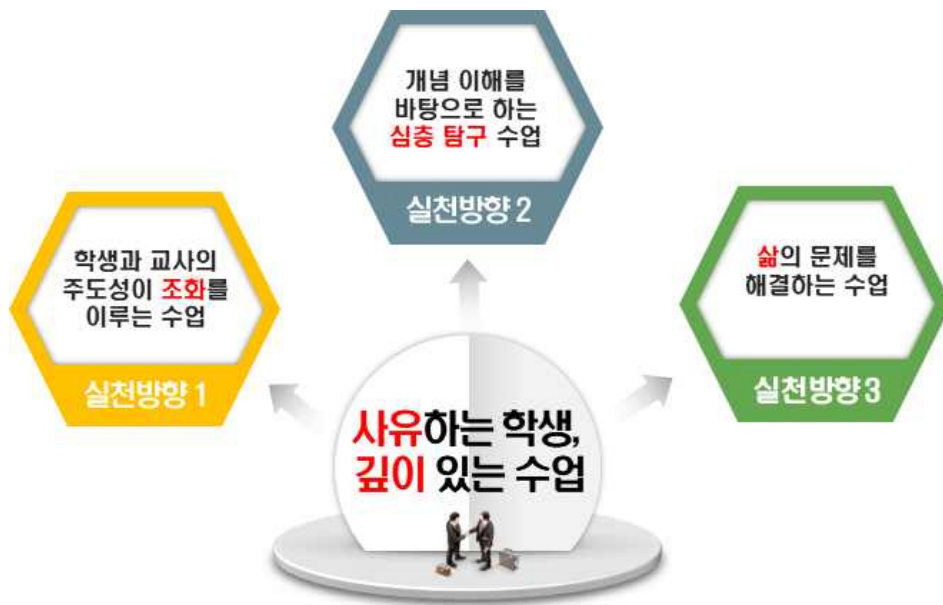 학생과 교사의
주도성이 조화를
이루는 수업
실천방향 1
개념 이해를
바탕으로 하는
심층 탐구 수업
실천방향 2
삶의 문제를
해결하는 수업
실천방향 3
사유하는 학생,
깊이 있는 수업